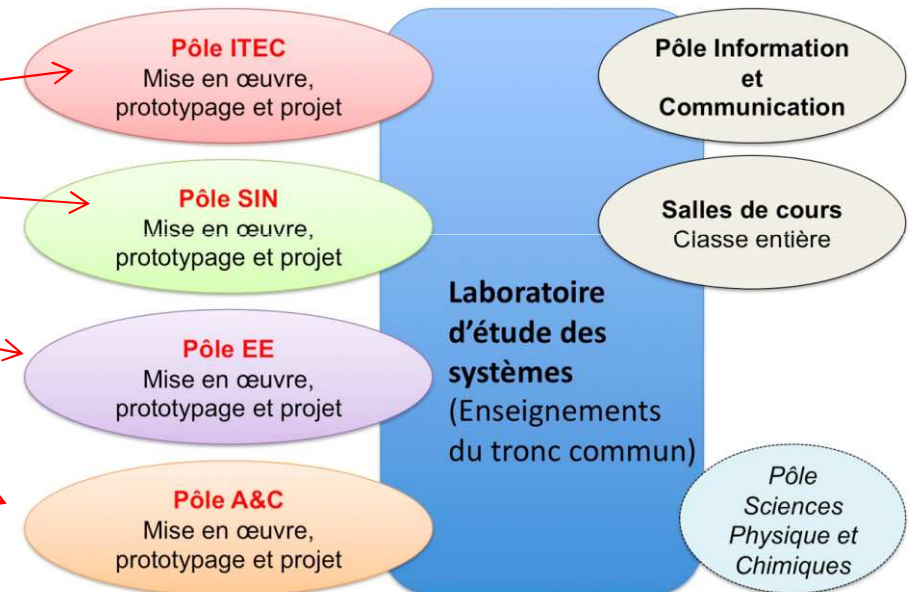 Pôle ITEC
Mise en œuvre,
prototypage et projet
Pôle SIN
Mise en œuvre,
prototypage et projet
Pôle EE
Mise en œuvre,
prototypage et projet
Pôle A&C
Mise en œuvre,
prototypage et projet
Laboratoire
d'étude des
systèmes
(Enseignements
du tronc commun)
Pôle Information
et
Communication
Salles de cours
Classe entière
Pôle
Sciences
Physique et
Chimiques